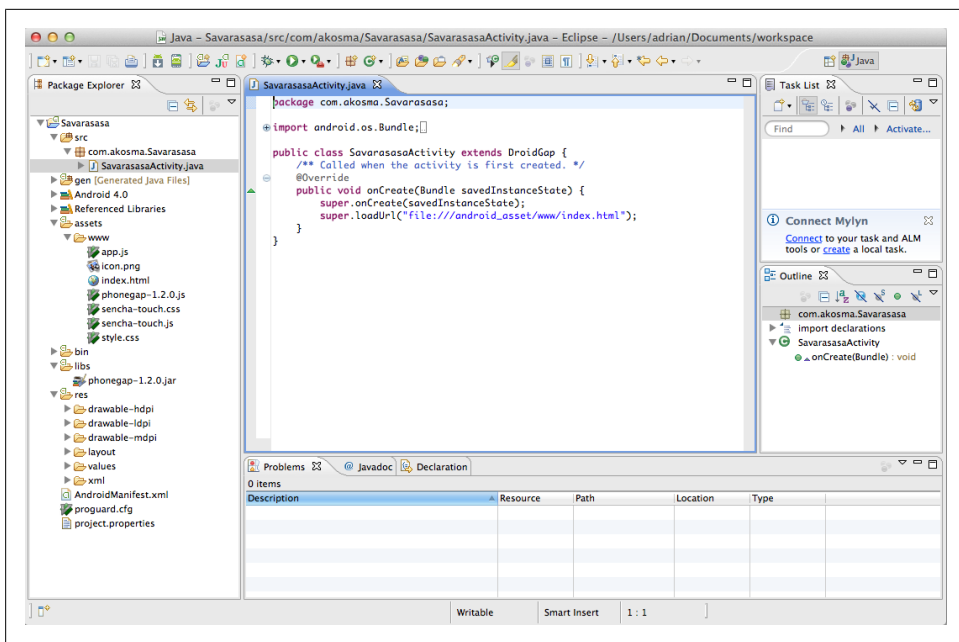 Java – Savarasasa/src/com/akosma/Savarasasa/SavarasasaActivity.java – Eclipse – /Users/adrian/Documents/workspace
Java
Package Explorer
Savarasasa
src
com.akosma.Savarasasa
SavarasasaActivity.java
gen [Generated Java Files]
Android 4.0
Referenced Libraries
assets
www
app.js
icon.png
index.html
phonegap-1.2.0.js
sencha-touch.css
sencha-touch.js
style.css
bin
libs
phonegap-1.2.0.jar
res
drawable-hdpi
drawable-ldpi
drawable-mdpi
layout
values
xml
AndroidManifest.xml
proguard.cfg
project.properties
SavarasasaActivity.java
package com.akosma.Savarasasa;
import android.os.Bundle;
public class SavarasasaActivity extends DroidGap {
/** Called when the activity is first created. */
@Override
public void onCreate(Bundle savedInstanceState) {
super.onCreate(savedInstanceState);
super.loadUrl("file:///android_asset/www/index.html");
}
}
Task List
Find All Activate...
Connect Mylyn
Connect to your task and ALM
tools or create a local task.
Outline
com.akosma.Savarasasa
import declarations
SavarasasaActivity
onCreate(Bundle) : void
Problems @ Javadoc Declaration
0 items
Description Resource Path Location Type
Writable Smart Insert 1 : 1